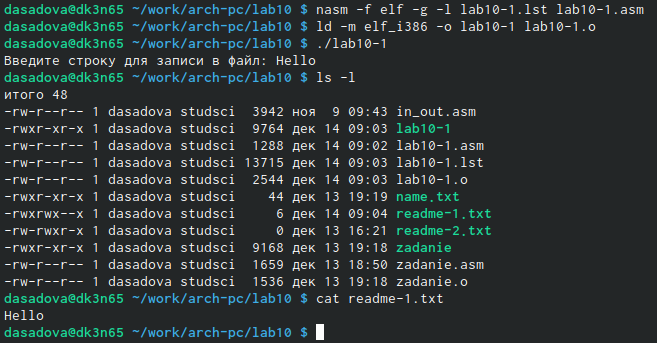 dasadova@dk3n65 ~/work/arch-pc/lab10 $ nasm -f elf -g -l lab10-1.lst lab10-1.asm
dasadova@dk3n65 ~/work/arch-pc/lab10 $ ld -m elf_i386 -o lab10-1 lab10-1.o
dasadova@dk3n65 ~/work/arch-pc/lab10 $ ./lab10-1
Введите строку для записи в файл: Hello
dasadova@dk3n65 ~/work/arch-pc/lab10 $ ls -l
итого 48
-rw-r--r-- 1 dasadova studsci  3942 ноя  9 09:43 in_out.asm
-rwxr-xr-x 1 dasadova studsci  9764 дек 14 09:03 lab10-1
-rw-r--r-- 1 dasadova studsci  1288 дек 14 09:02 lab10-1.asm
-rw-r--r-- 1 dasadova studsci 13715 дек 14 09:03 lab10-1.lst
-rw-r--r-- 1 dasadova studsci  2544 дек 14 09:03 lab10-1.o
-rwxr-xr-x 1 dasadova studsci    44 дек 13 19:19 name.txt
-rwxrwx--x 1 dasadova studsci     6 дек 14 09:04 readme-1.txt
-rw-rwxr-- 1 dasadova studsci     0 дек 13 16:21 readme-2.txt
-rwxr-xr-x 1 dasadova studsci  9168 дек 13 19:18 zadanie
-rw-r--r-- 1 dasadova studsci  1659 дек 13 18:50 zadanie.asm
-rw-r--r-- 1 dasadova studsci  1536 дек 13 19:18 zadanie.o
dasadova@dk3n65 ~/work/arch-pc/lab10 $ cat readme-1.txt
Hello
dasadova@dk3n65 ~/work/arch-pc/lab10 $